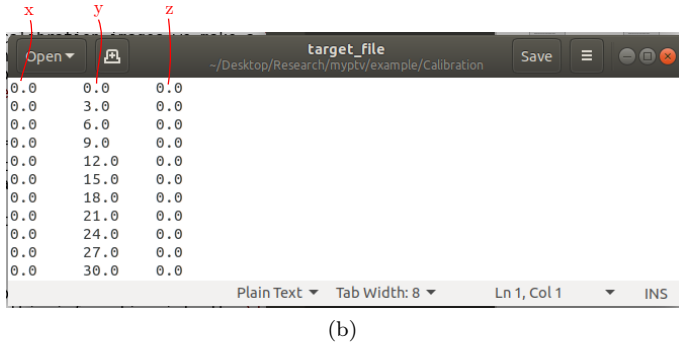 x y z
Open target_file Save
~/Desktop/Research/myptv/example/Calibration
0.0 0.0 0.0
0.0 3.0 0.0
0.0 6.0 0.0
0.0 9.0 0.0
0.0 12.0 0.0
0.0 15.0 0.0
0.0 18.0 0.0
0.0 21.0 0.0
0.0 24.0 0.0
0.0 27.0 0.0
0.0 30.0 0.0
Plain Text Tab Width: 8 Ln 1, Col 1 INS
(b)